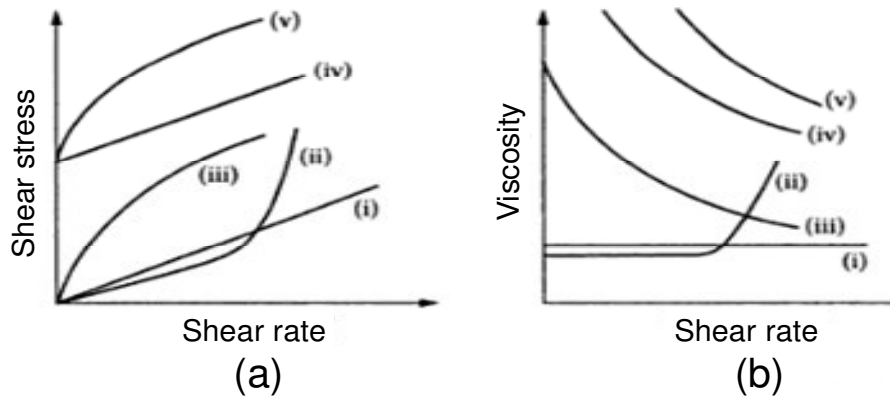 Shear stress
(v)
(iv)
(iii)
(ii)
(i)
Shear rate
(a)
Viscosity
(v)
(iv)
(ii)
(iii)
(i)
Shear rate
(b)